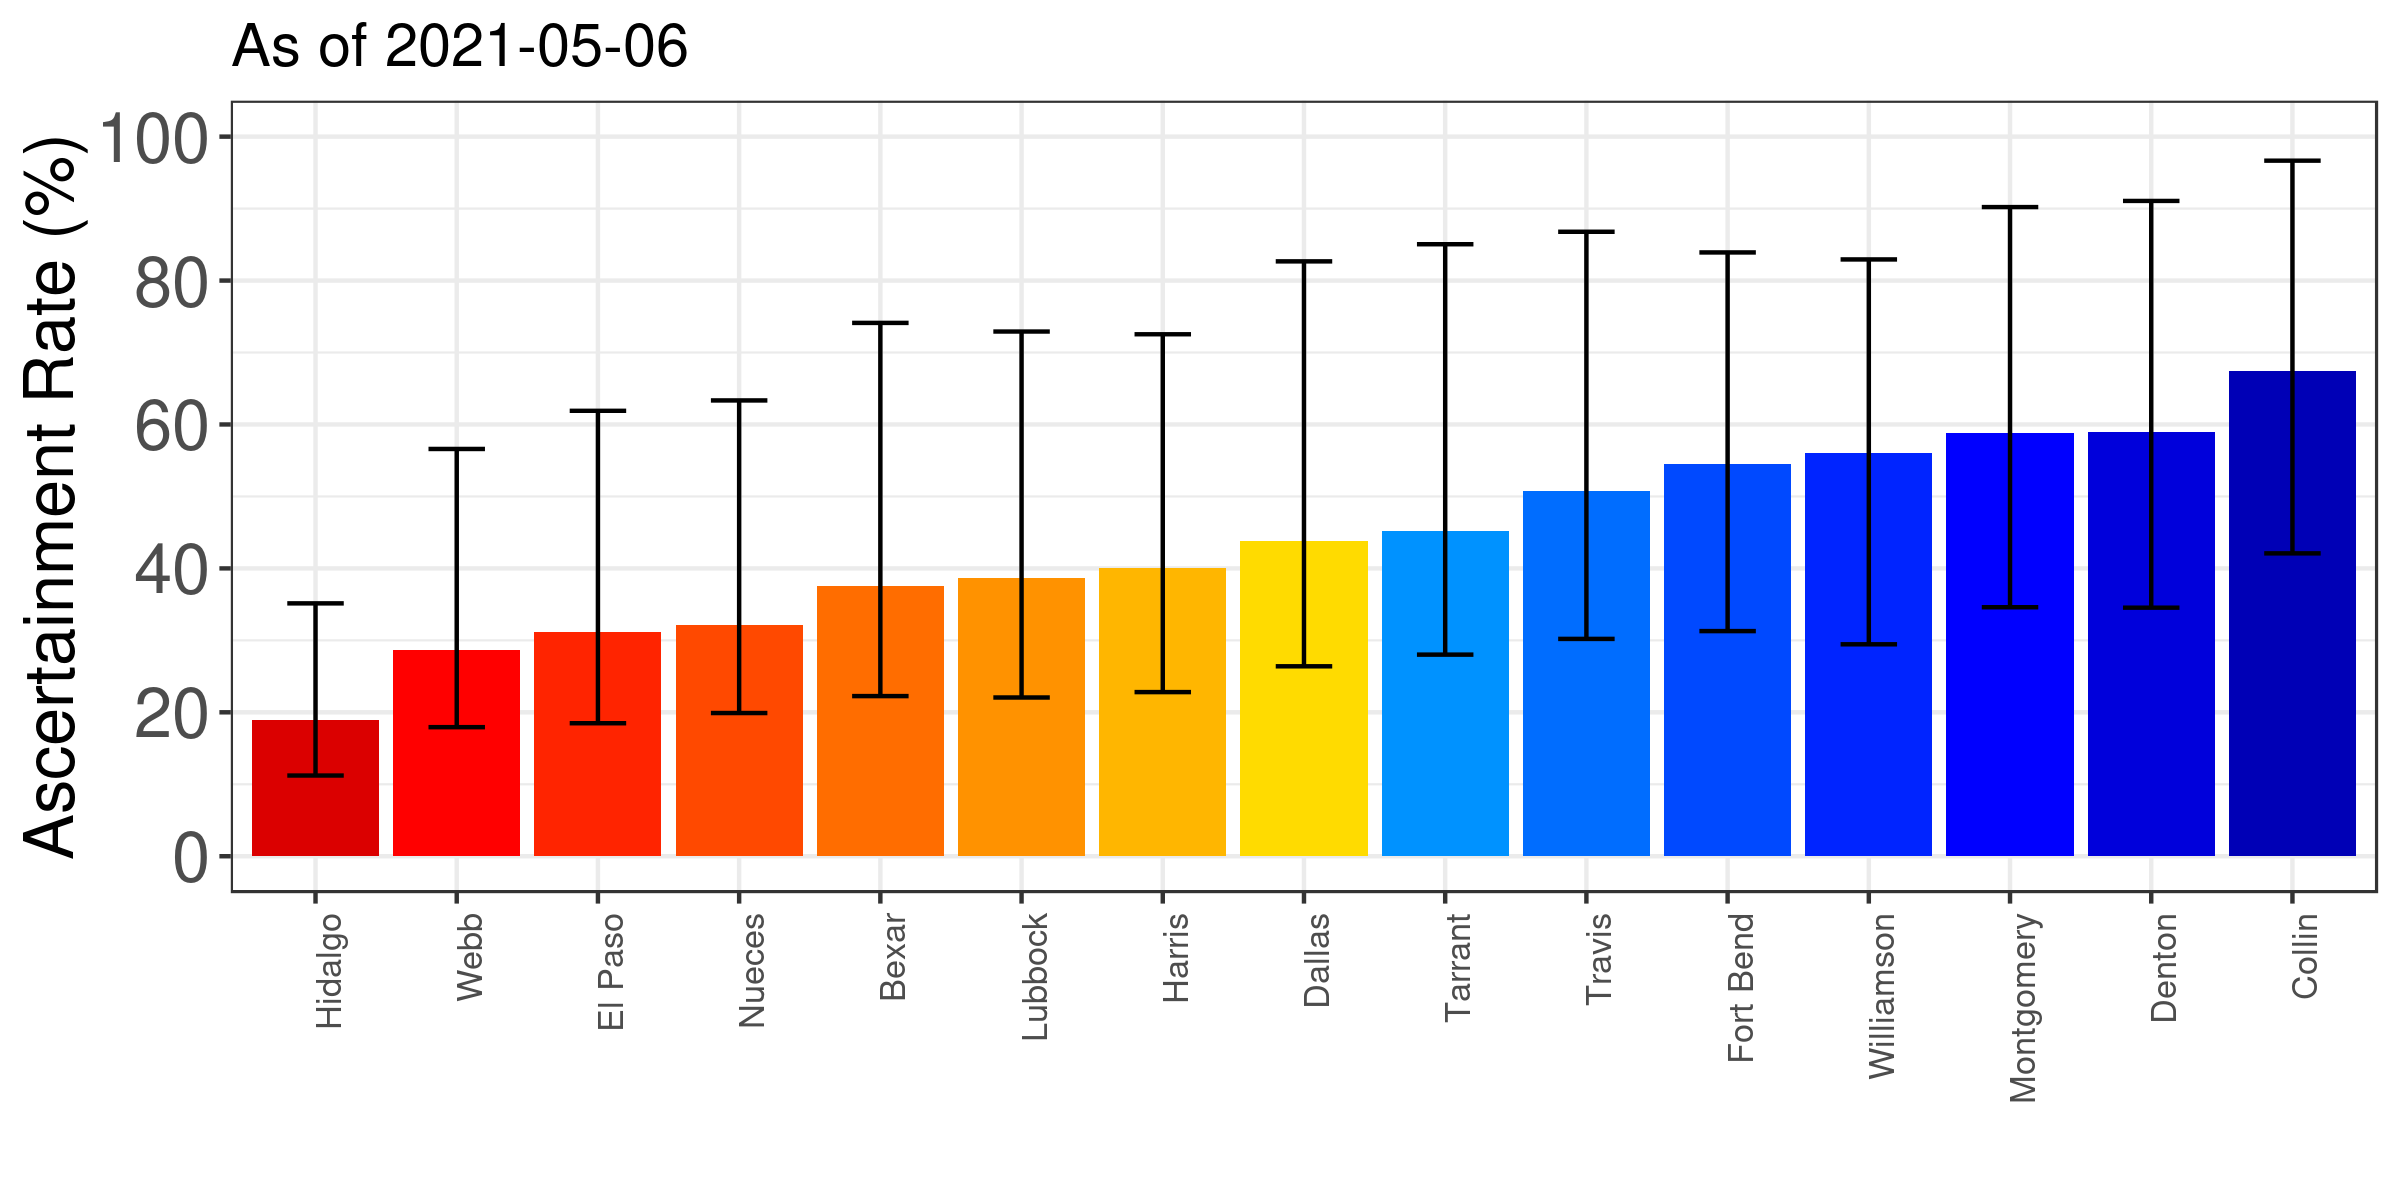 As of 2021-05-06
Ascertainment Rate (%)
100
80
60
40
20
0
Hidalgo
Webb
El Paso
Nueces
Bexar
Lubbock
Harris
Dallas
Tarrant
Travis
Fort Bend
Williamson
Montgomery
Denton
Collin